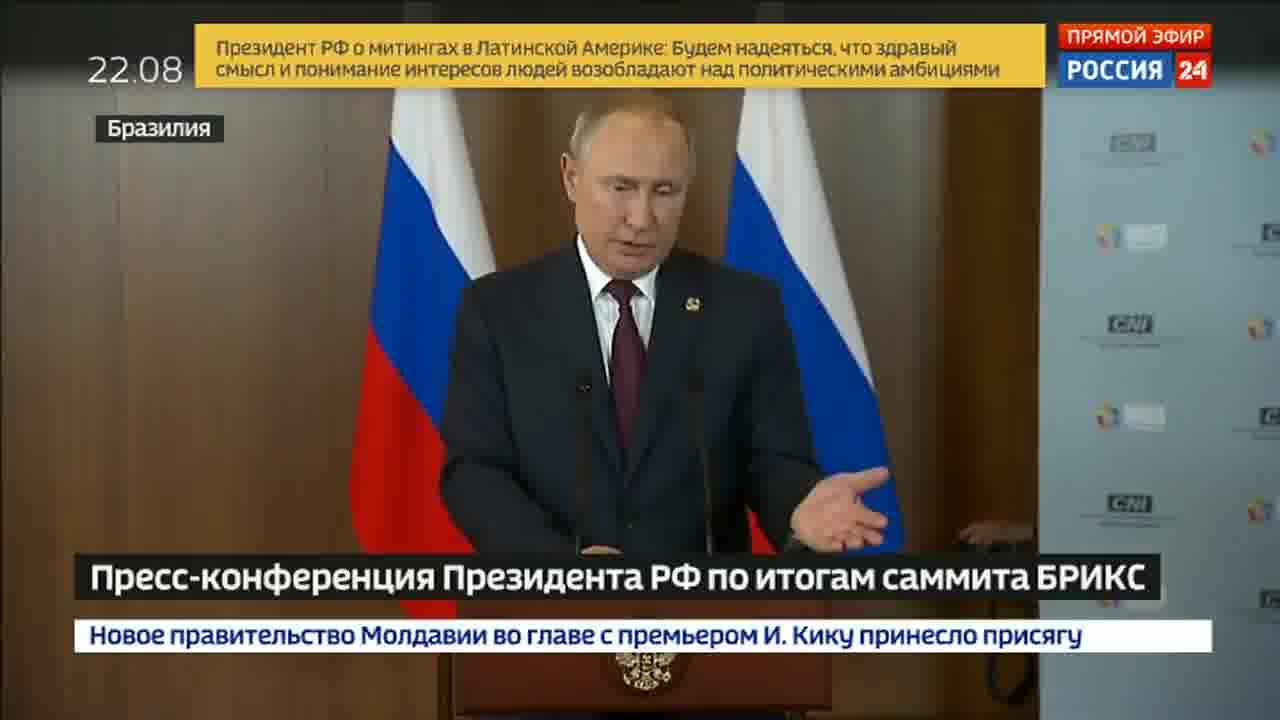 22.08
Президент РФ о митингах в Латинской Америке: Будем надеяться, что здравый
смысл и понимание интересов людей возобладают над политическими амбициями
ПРЯМОЙ ЭФИР
РОССИЯ 24
Бразилия
CNI
CNI
CNI
Пресс-конференция Президента РФ по итогам саммита БРИКС
Новое правительство Молдавии во главе с премьером И. Кику принесло присягу